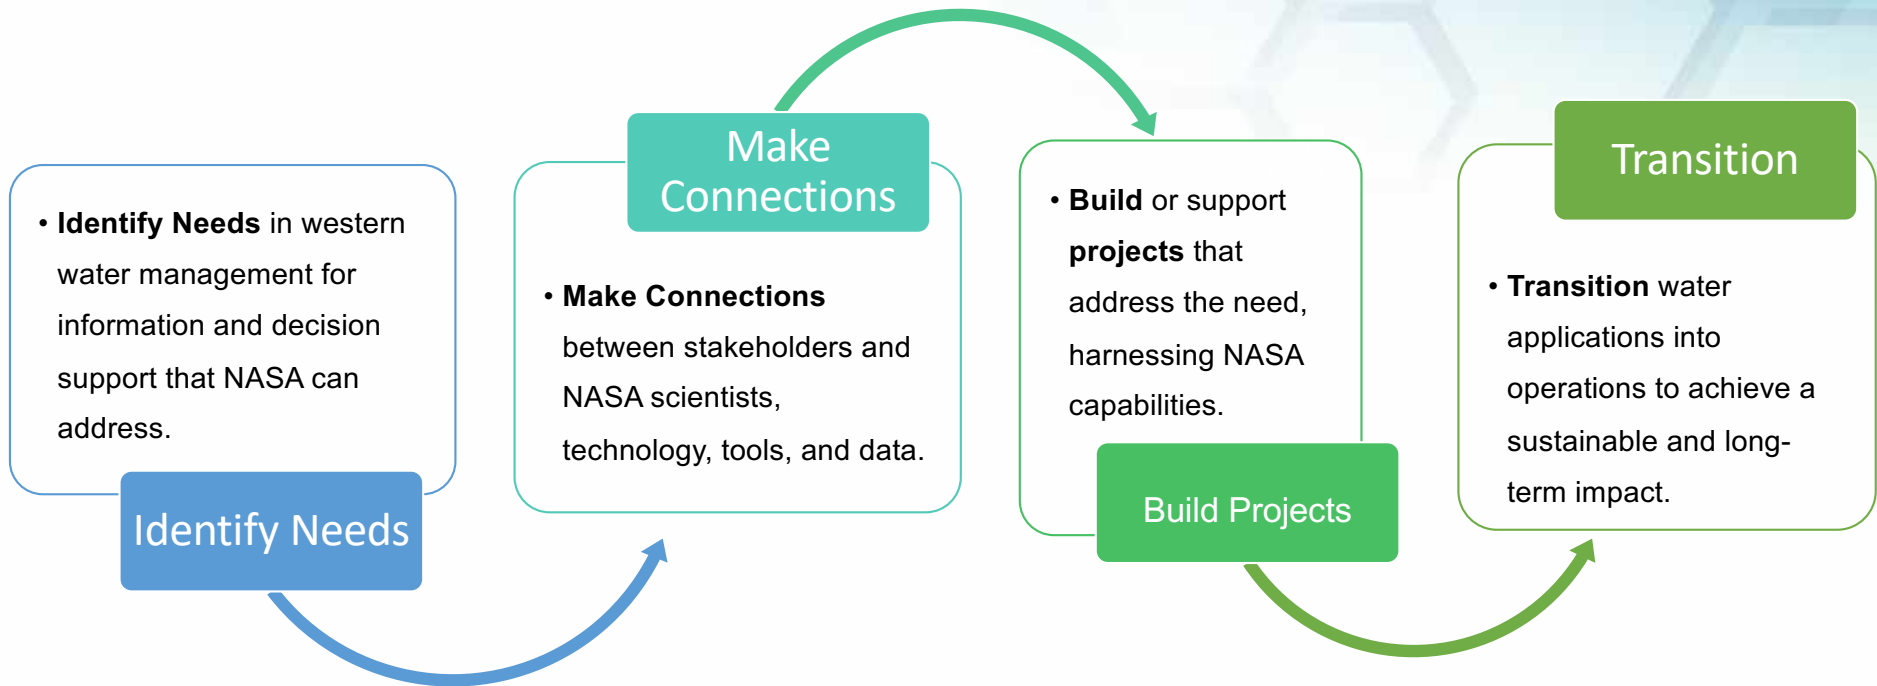 • Identify Needs in western
water management for
information and decision
support that NASA can
address.
Identify Needs
Make
Connections
• Make Connections
between stakeholders and
NASA scientists,
technology, tools, and data.
• Build or support
projects that
address the need,
harnessing NASA
capabilities.
Build Projects
Transition
• Transition water
applications into
operations to achieve a
sustainable and long-
term impact.